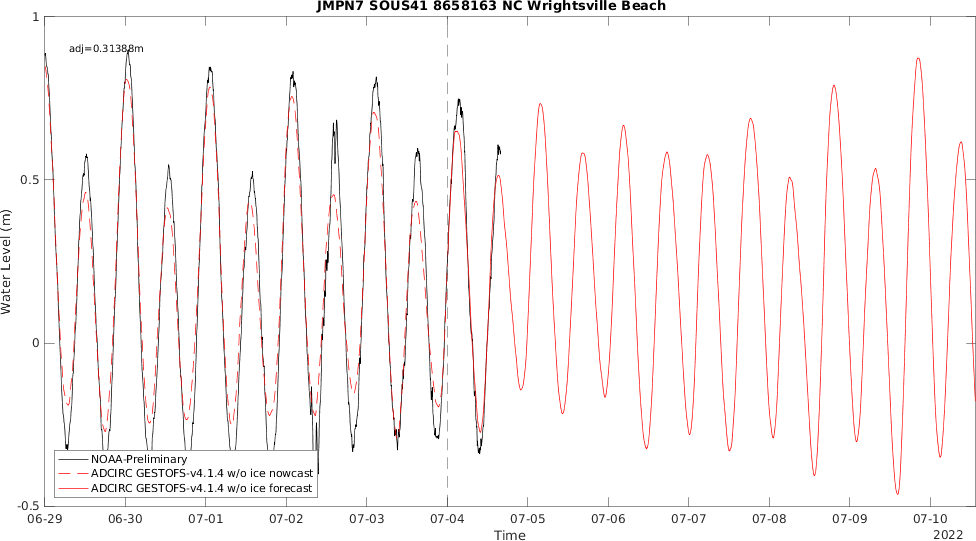 JMPN7 SOUS41 8658163 NC Wrightsville Beach
1
adj=0.31388m
0.5
Water Level (m)
0
NOAA-Preliminary
ADCIRC GESTOFS-v4.1.4 w/o ice nowcast
ADCIRC GESTOFS-v4.1.4 w/o ice forecast
-0.5
06-29 06-30 07-01 07-02 07-03 07-04 07-05 07-06 07-07 07-08 07-09 07-10
Time
2022